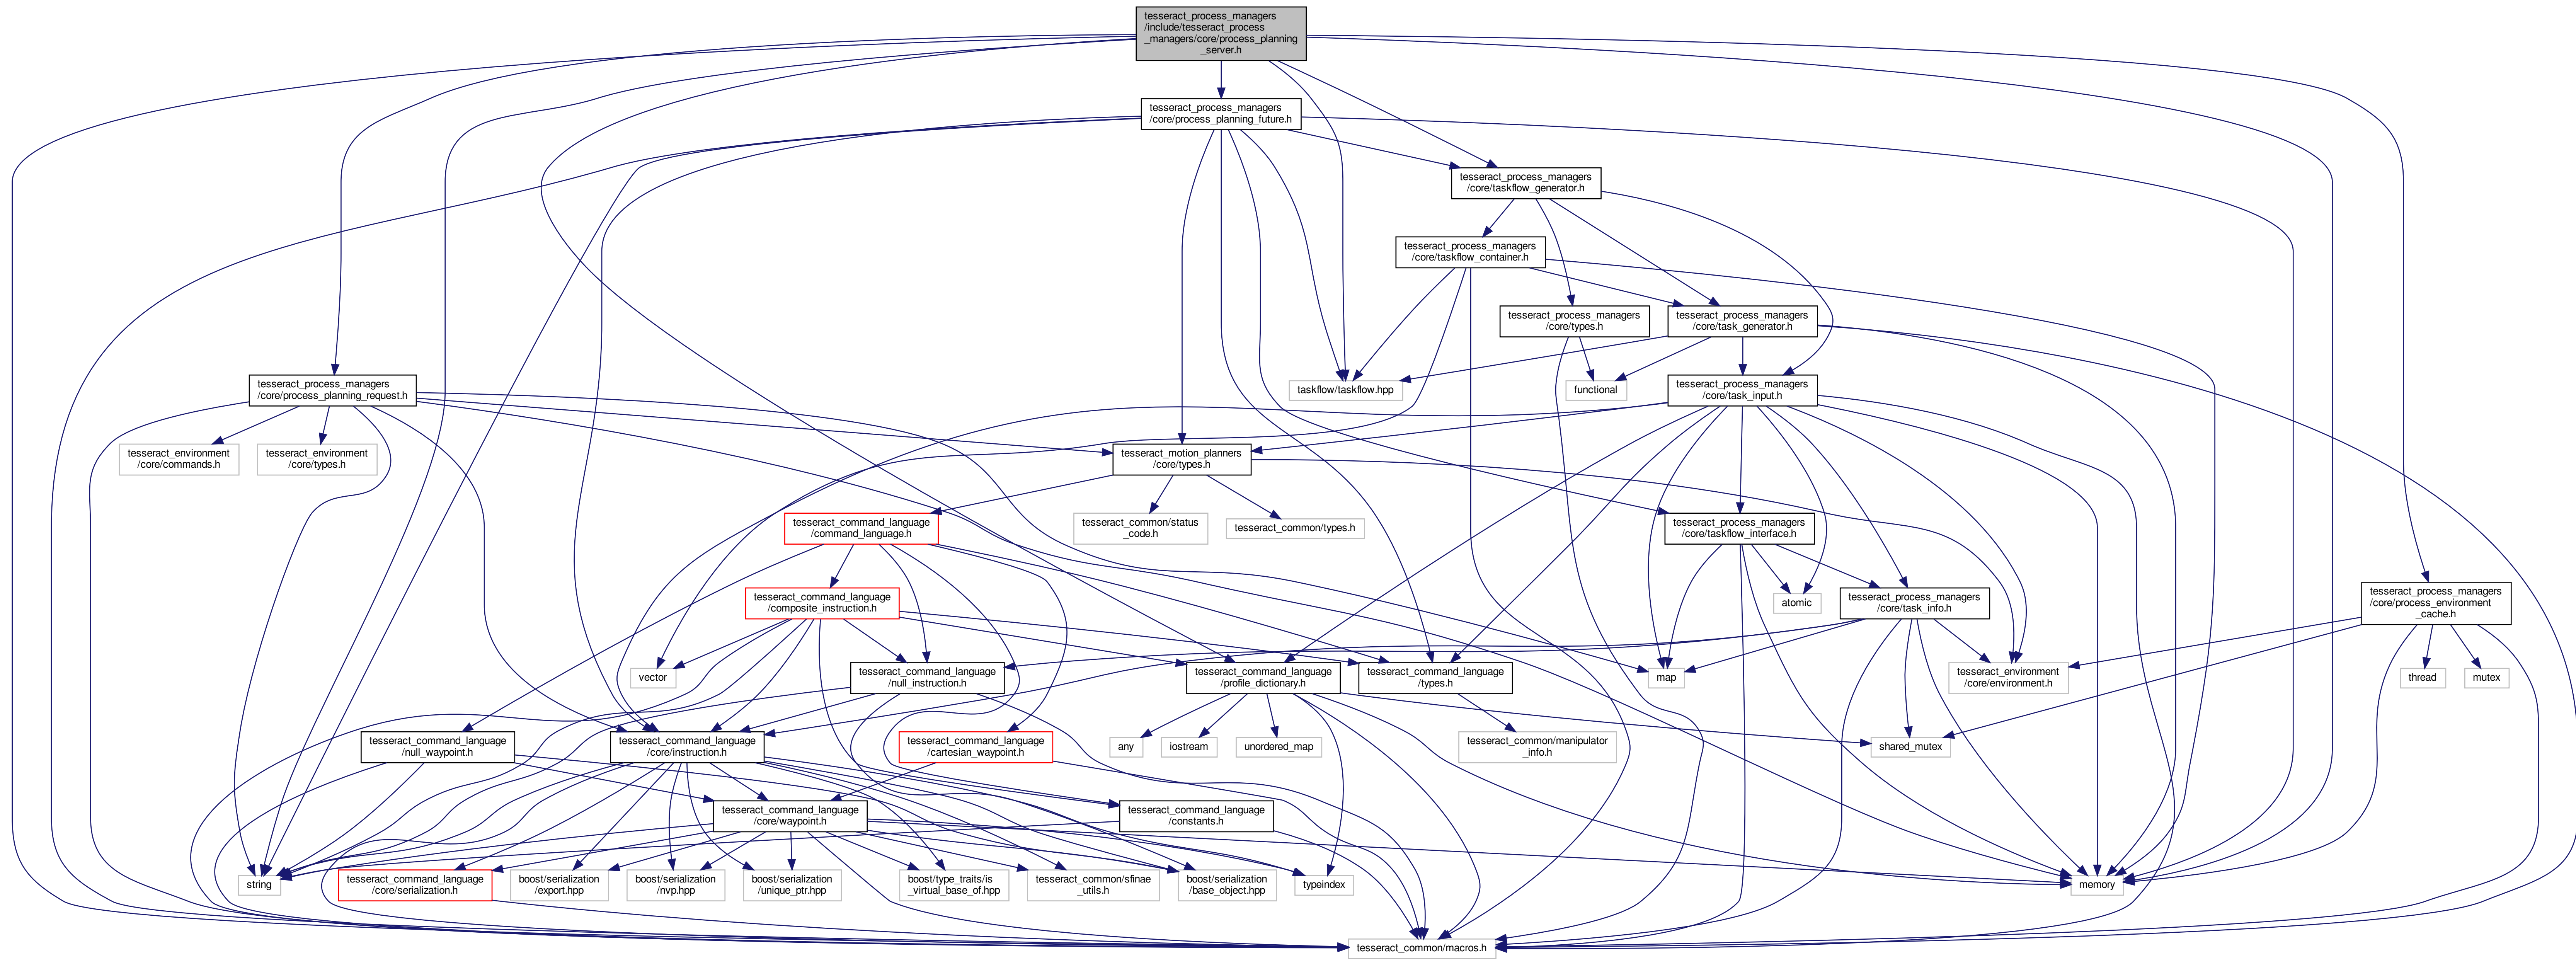 tesseract_process_managers
/include/tesseract_process
_managers/core/process_planning
_server.h
tesseract_process_managers
/core/process_planning_future.h
tesseract_process_managers
/core/taskflow_generator.h
tesseract_process_managers
/core/taskflow_container.h
tesseract_process_managers
/core/types.h
tesseract_process_managers
/core/task_generator.h
tesseract_process_managers
/core/process_planning_request.h
taskflow/taskflow.hpp
functional
tesseract_process_managers
/core/task_input.h
tesseract_environment
/core/commands.h
tesseract_environment
/core/types.h
tesseract_motion_planners
/core/types.h
tesseract_command_language
/command_language.h
tesseract_common/status
_code.h
tesseract_common/types.h
tesseract_process_managers
/core/taskflow_interface.h
tesseract_command_language
/composite_instruction.h
atomic
tesseract_process_managers
/core/task_info.h
tesseract_process_managers
/core/process_environment
_cache.h
vector
tesseract_command_language
/null_instruction.h
tesseract_command_language
/profile_dictionary.h
tesseract_command_language
/types.h
map
tesseract_environment
/core/environment.h
thread
mutex
tesseract_command_language
/null_waypoint.h
tesseract_command_language
/core/instruction.h
tesseract_command_language
/cartesian_waypoint.h
any
iostream
unordered_map
tesseract_common/manipulator
_info.h
shared_mutex
tesseract_command_language
/core/waypoint.h
tesseract_command_language
/constants.h
string
tesseract_command_language
/core/serialization.h
boost/serialization
/export.hpp
boost/serialization
/nvp.hpp
boost/serialization
/unique_ptr.hpp
boost/type_traits/is
_virtual_base_of.hpp
tesseract_common/sfinae
_utils.h
boost/serialization
/base_object.hpp
typeindex
memory
tesseract_common/macros.h